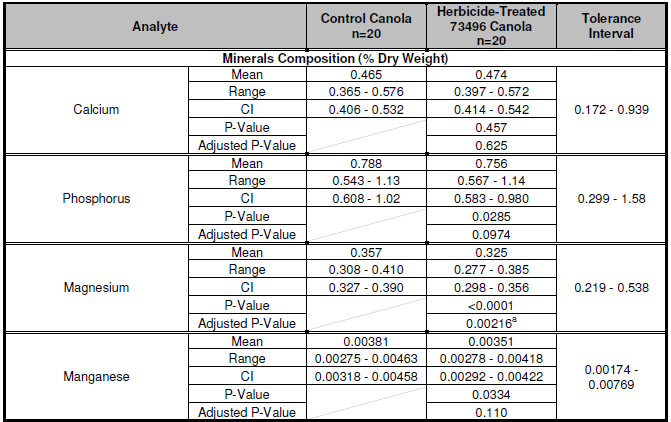 Analyte Control Canola n=20 Herbicide-Treated 73496 Canola n=20 Tolerance Interval
Minerals Composition (% Dry Weight)
Calcium
Mean 0.465 0.474
Range 0.365 - 0.576 0.397 - 0.572
CI 0.406 - 0.532 0.414 - 0.542
P-Value 0.457
Adjusted P-Value 0.625
0.172 - 0.939
Phosphorus
Mean 0.788 0.756
Range 0.543 - 1.13 0.567 - 1.14
CI 0.608 - 1.02 0.583 - 0.980
P-Value 0.0285
Adjusted P-Value 0.0974
0.299 - 1.58
Magnesium
Mean 0.357 0.325
Range 0.308 - 0.410 0.277 - 0.385
CI 0.327 - 0.390 0.298 - 0.356
P-Value <0.0001
Adjusted P-Value 0.00216a
0.219 - 0.538
Manganese
Mean 0.00381 0.00351
Range 0.00275 - 0.00463 0.00278 - 0.00418
CI 0.00318 - 0.00458 0.00292 - 0.00422
P-Value 0.0334
Adjusted P-Value 0.110
0.00174 -
0.00769